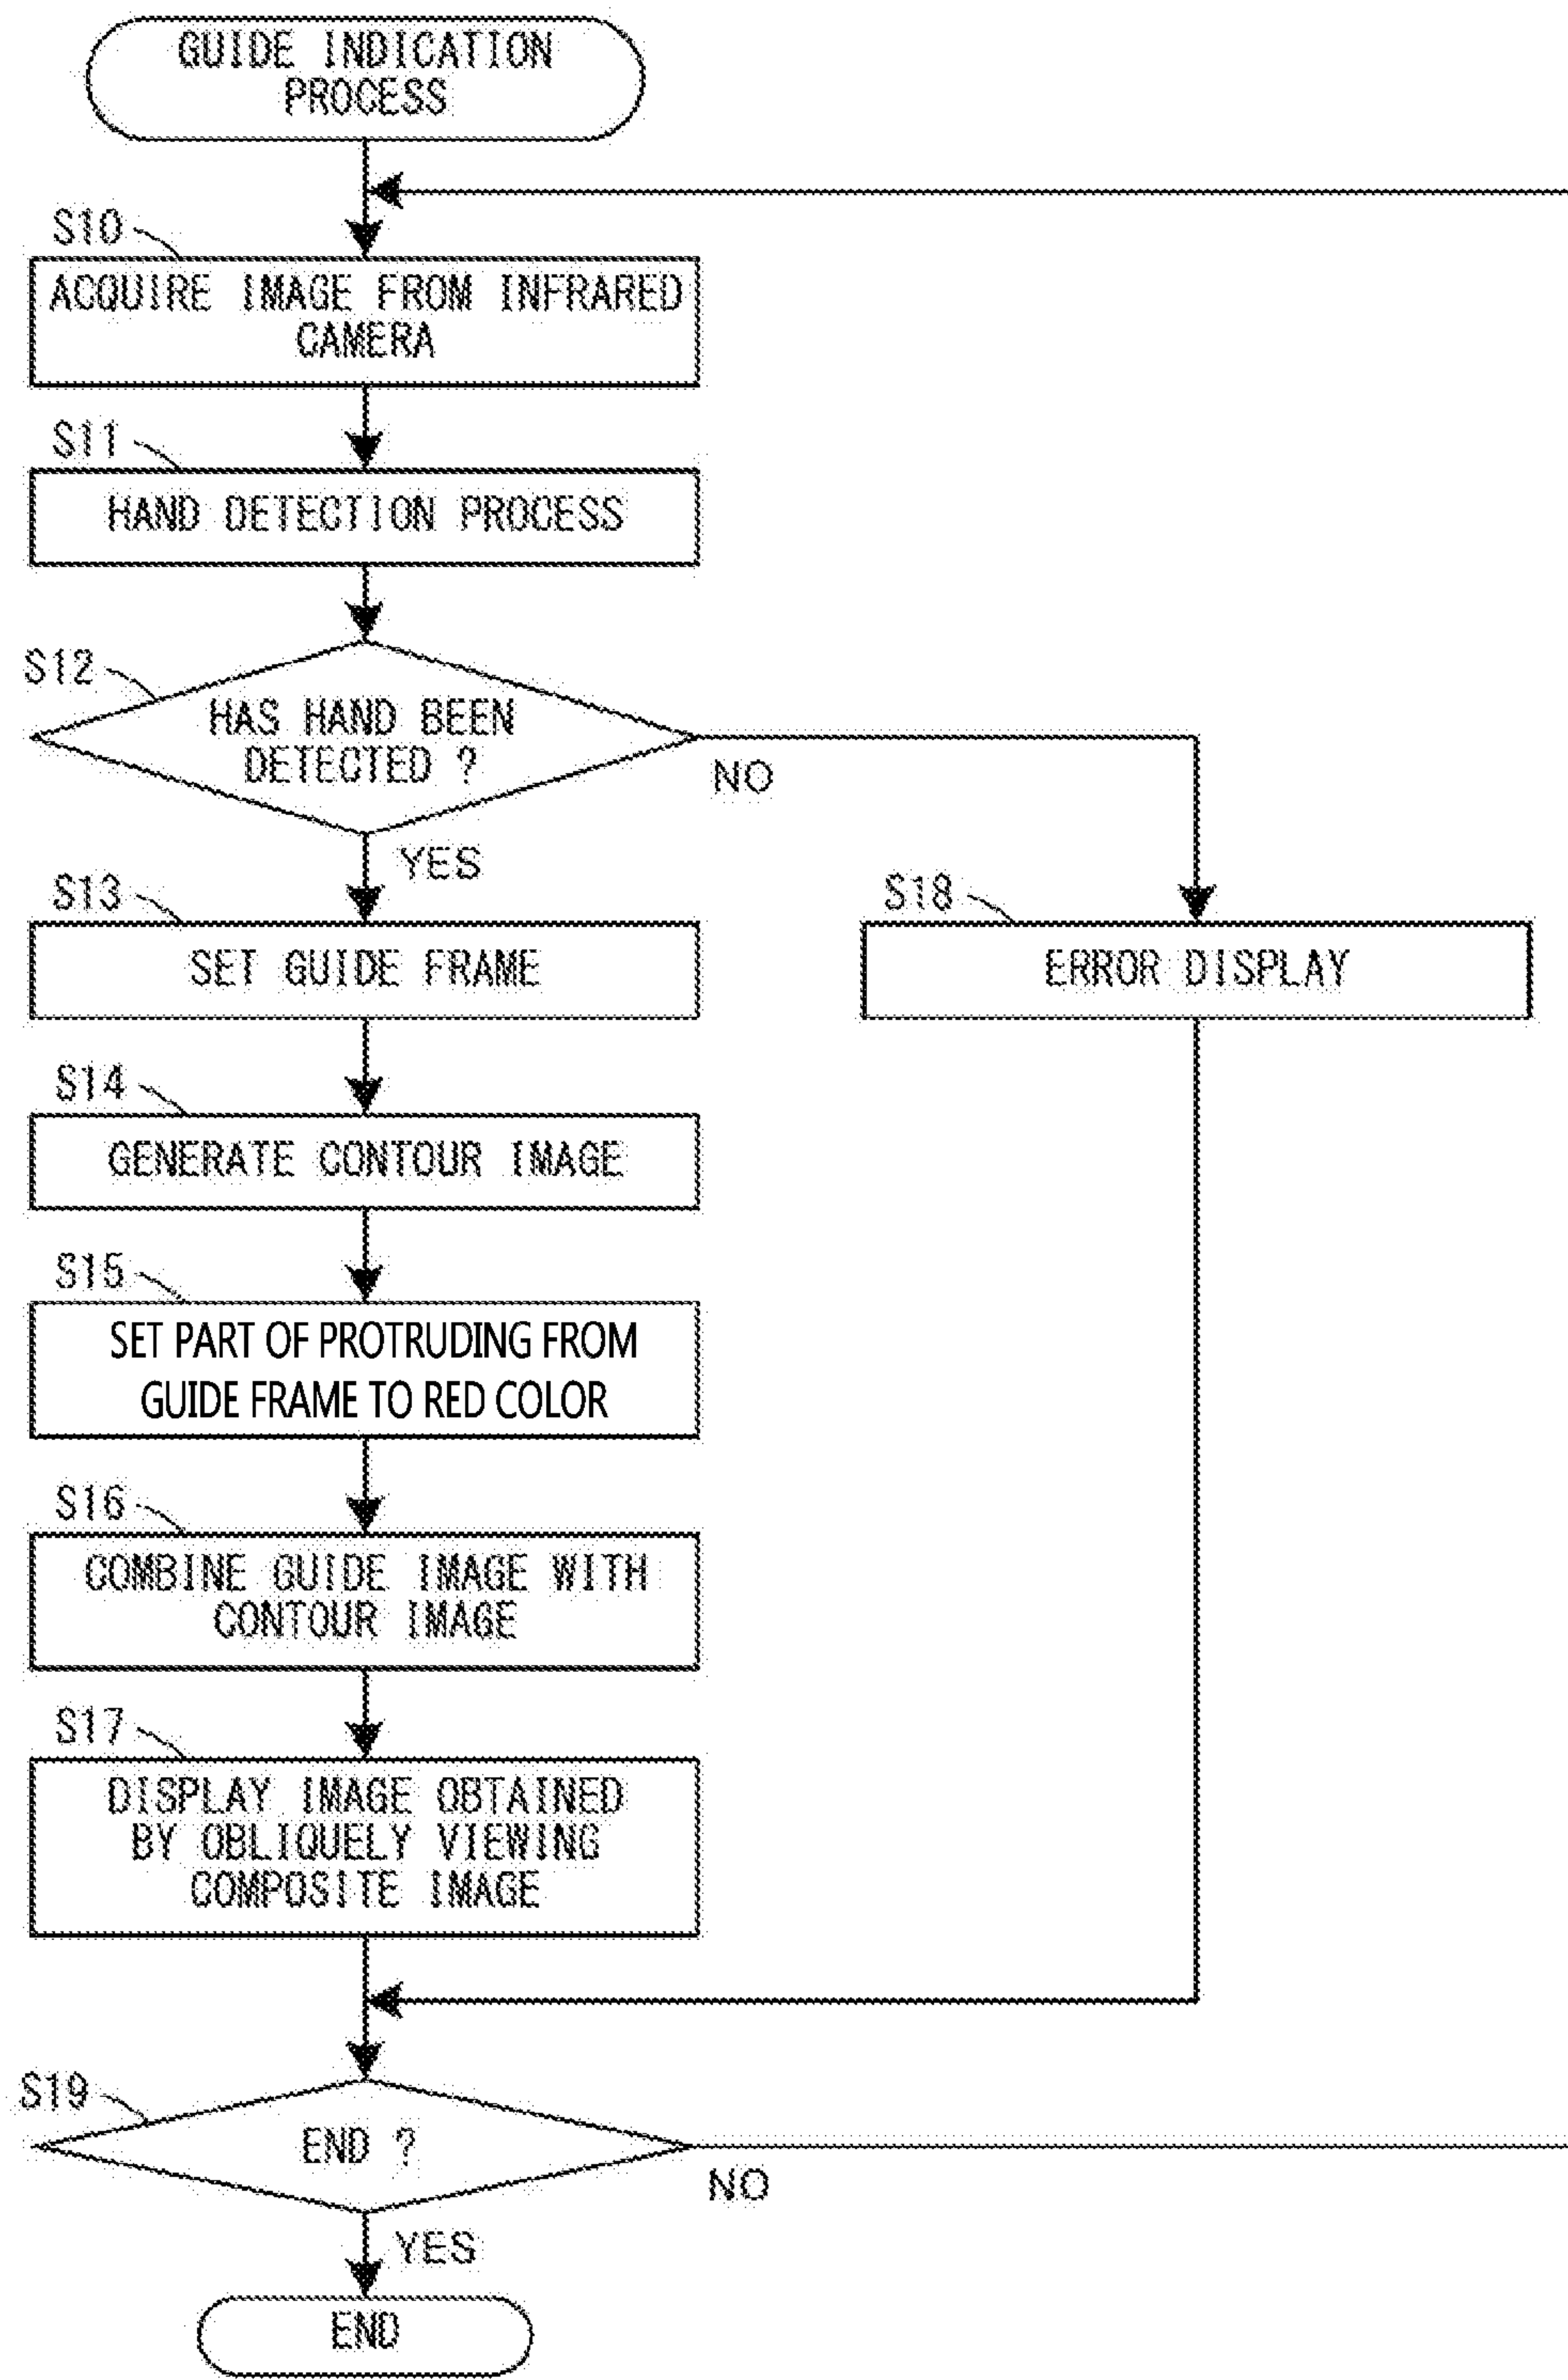 GUIDE INDICATION
PROCESS
S10
ACQUIRE IMAGE FROM INFRARED
CAMERA
S11
HAND DETECTION PROCESS
S12
HAS HAND BEEN
DETECTED ?
NO
YES
S13
SET GUIDE FRAME
S18
ERROR DISPLAY
S14
GENERATE CONTOUR IMAGE
S15
SET PART OF PROTRUDING FROM
GUIDE FRAME TO RED COLOR
S16
COMBINE GUIDE IMAGE WITH
CONTOUR IMAGE
S17
DISPLAY IMAGE OBTAINED
BY OBLIQUELY VIEWING
COMPOSITE IMAGE
S19
END ?
NO
YES
END